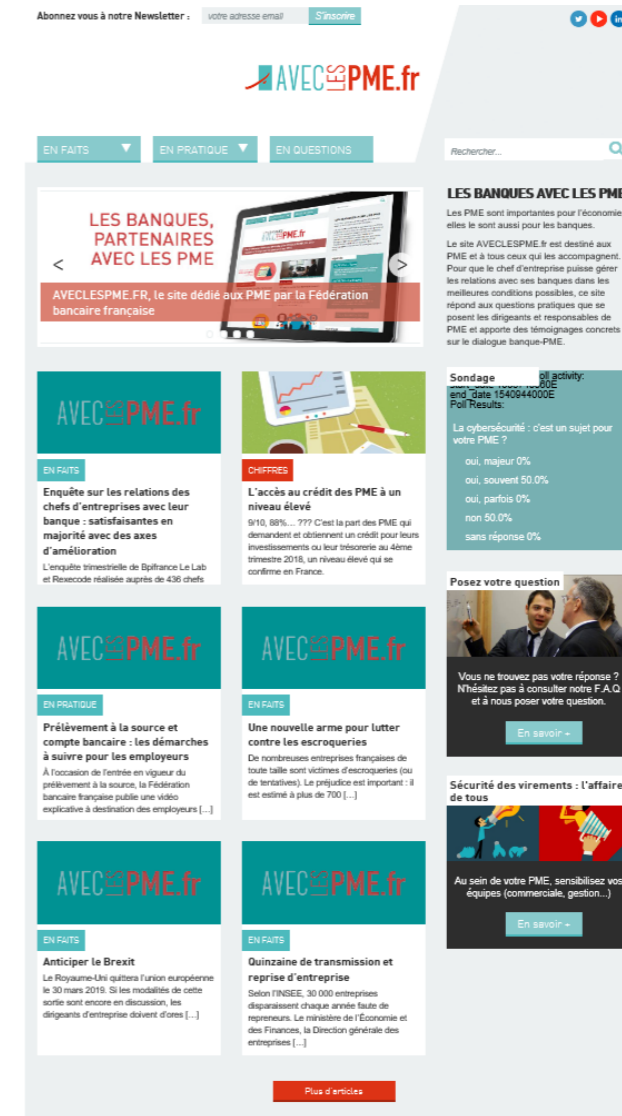 Abonnez vous à notre Newsletter :
votre adresse email
S'inscrire
AVEC LES PME.fr
EN FAITS
EN PRATIQUE
EN QUESTIONS
Rechercher...
LES BANQUES,
PARTENAIRES
AVEC LES PME
AVECLESPME.FR, le site dédié aux PME par la Fédération
bancaire française
LES BANQUES AVEC LES PME
Les PME sont importantes pour l'économie
elles le sont aussi pour les banques.
Le site AVECLESPME.fr est destiné aux
PME et à tous ceux qui les accompagnent.
Pour que le chef d'entreprise puisse gérer
les relations avec ses banques dans les
meilleures conditions possibles, ce site
répond aux questions pratiques que se
posent les dirigeants et responsables de
PME et apporte des témoignages concrets
sur le dialogue banque-PME.
AVEC LES PME.fr
EN FAITS
Enquête sur les relations des
chefs d'entreprises avec leur
banque : satisfaisantes en
majorité avec des axes
d'amélioration
L'enquête trimestrielle de Bpifrance Le Lab
et Rexecode réalisée auprès de 436 chefs
CHIFFRES
L'accès au crédit des PME à un
niveau élevé
9/10, 88%... ??? C'est la part des PME qui
demandent et obtiennent un crédit pour leurs
investissements ou leur trésorerie au 4ème
trimestre 2018, un niveau élevé qui se
confirme en France.
Sondage
oll activity:
end_date 1540944000E
Poll Results:
La cybersécurité : c'est un sujet pour
votre PME ?
oui, majeur 0%
oui, souvent 50.0%
oui, parfois 0%
non 50.0%
sans réponse 0%
AVEC LES PME.fr
EN PRATIQUE
Prélèvement à la source et
compte bancaire : les démarches
à suivre pour les employeurs
À l'occasion de l'entrée en vigueur du
prélèvement à la source, la Fédération
bancaire française publie une vidéo
explicative à destination des employeurs [...]
AVEC LES PME.fr
EN FAITS
Une nouvelle arme pour lutter
contre les escroqueries
De nombreuses entreprises françaises de
toute taille sont victimes d'escroqueries (ou
de tentatives). Le préjudice est important : il
est estimé à plus de 700 [...]
Posez votre question
Vous ne trouvez pas votre réponse ?
N'hésitez pas à consulter notre F.A.Q
et à nous poser votre question.
En savoir +
Sécurité des virements : l'affaire
de tous
Au sein de votre PME, sensibilisez vos
équipes (commerciale, gestion...)
En savoir +
AVEC LES PME.fr
EN FAITS
Anticiper le Brexit
Le Royaume-Uni quittera l'union européenne
le 30 mars 2019. Si les modalités de cette
sortie sont encore en discussion, les
dirigeants d'entreprise doivent d'ores [...]
AVEC LES PME.fr
EN FAITS
Quinzaine de transmission et
reprise d'entreprise
Selon l'INSEE, 30 000 entreprises
disparaissent chaque année faute de
repreneurs. Le ministère de l'Économie et
des Finances, la Direction générale des
entreprises [...]
Plus d'articles